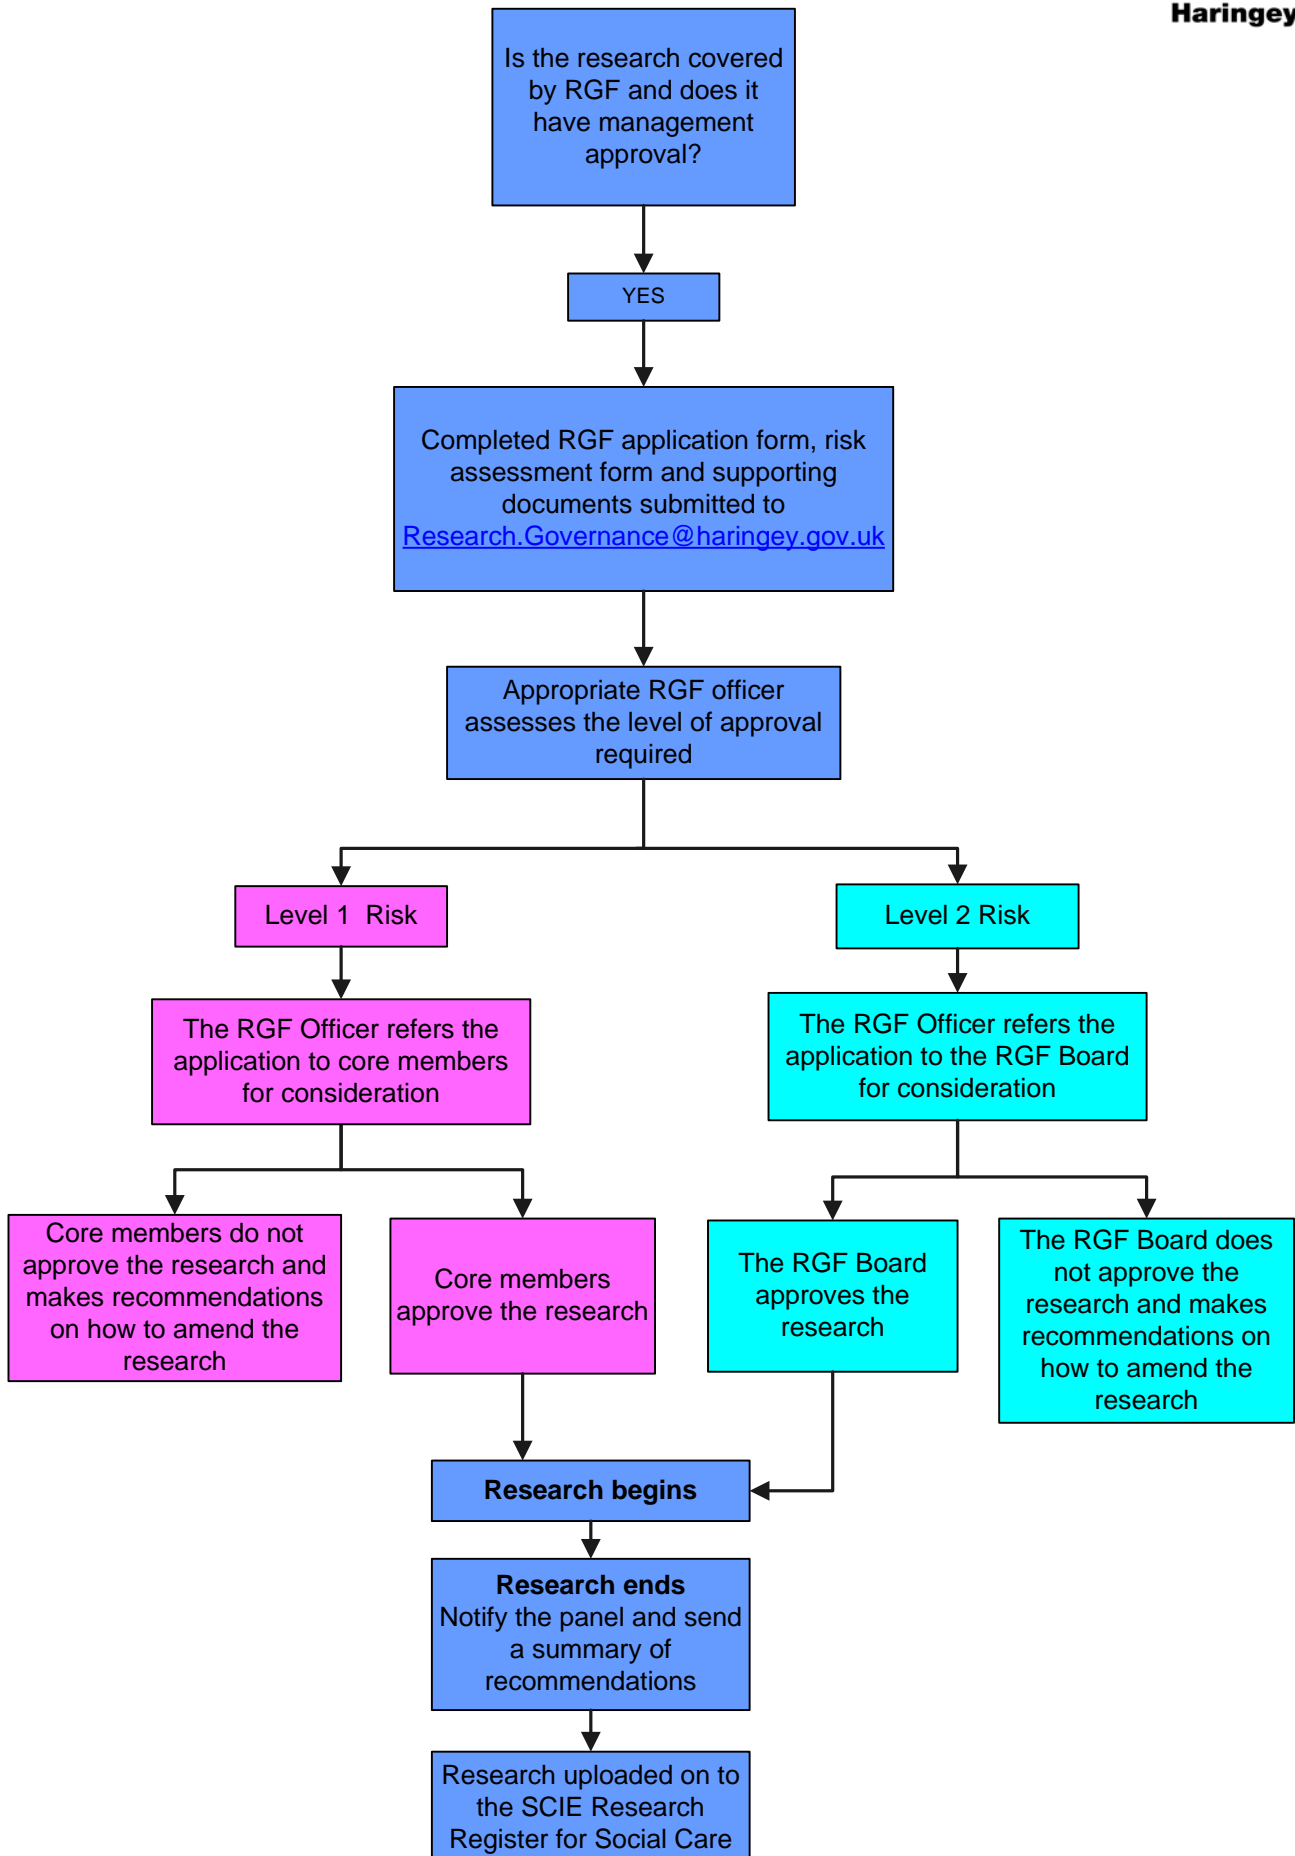 Haringey
Is the research covered
by RGF and does it
have management
approval?
YES
Completed RGF application form, risk
assessment form and supporting
documents submitted to
Research.Governance@haringey.gov.uk
Appropriate RGF officer
assesses the level of approval
required
Level 1  Risk
Level 2 Risk
The RGF Officer refers the
application to core members
for consideration
The RGF Officer refers the
application to the RGF Board
for consideration
Core members do not
approve the research and
makes recommendations
on how to amend the
research
Core members
approve the research
The RGF Board
approves the
research
The RGF Board does
not approve the
research and makes
recommendations on
how to amend the
research
Research begins
Research ends
Notify the panel and send
a summary of
recommendations
Research uploaded on to
the SCIE Research
Register for Social Care